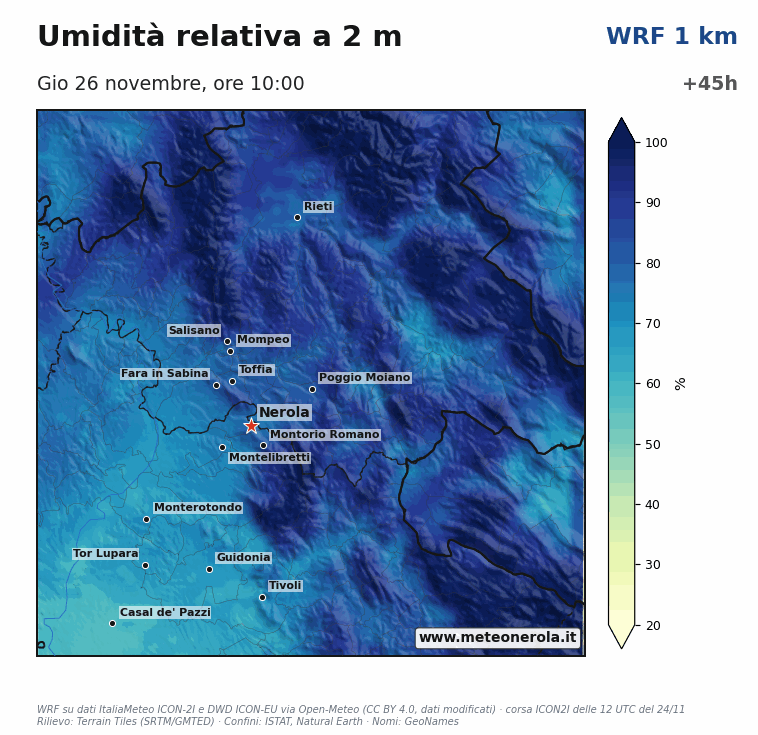 Umidità relativa a 2 m
WRF 1 km
Gio 26 novembre, ore 10:00
+45h
Rieti
Salisano
Mompeo
Fara in Sabina
Toffia
Poggio Moiano
Nerola
Montorio Romano
Montelibretti
Monterotondo
Tor Lupara
Guidonia
Tivoli
Casal de' Pazzi
www.meteonerola.it
100
90
80
70
60
50
40
30
20
%
WRF su dati ItaliaMeteo ICON-2I e DWD ICON-EU via Open-Meteo (CC BY 4.0, dati modificati) · corsa ICON2I delle 12 UTC del 24/11
Rilievo: Terrain Tiles (SRTM/GMTED) · Confini: ISTAT, Natural Earth · Nomi: GeoNames